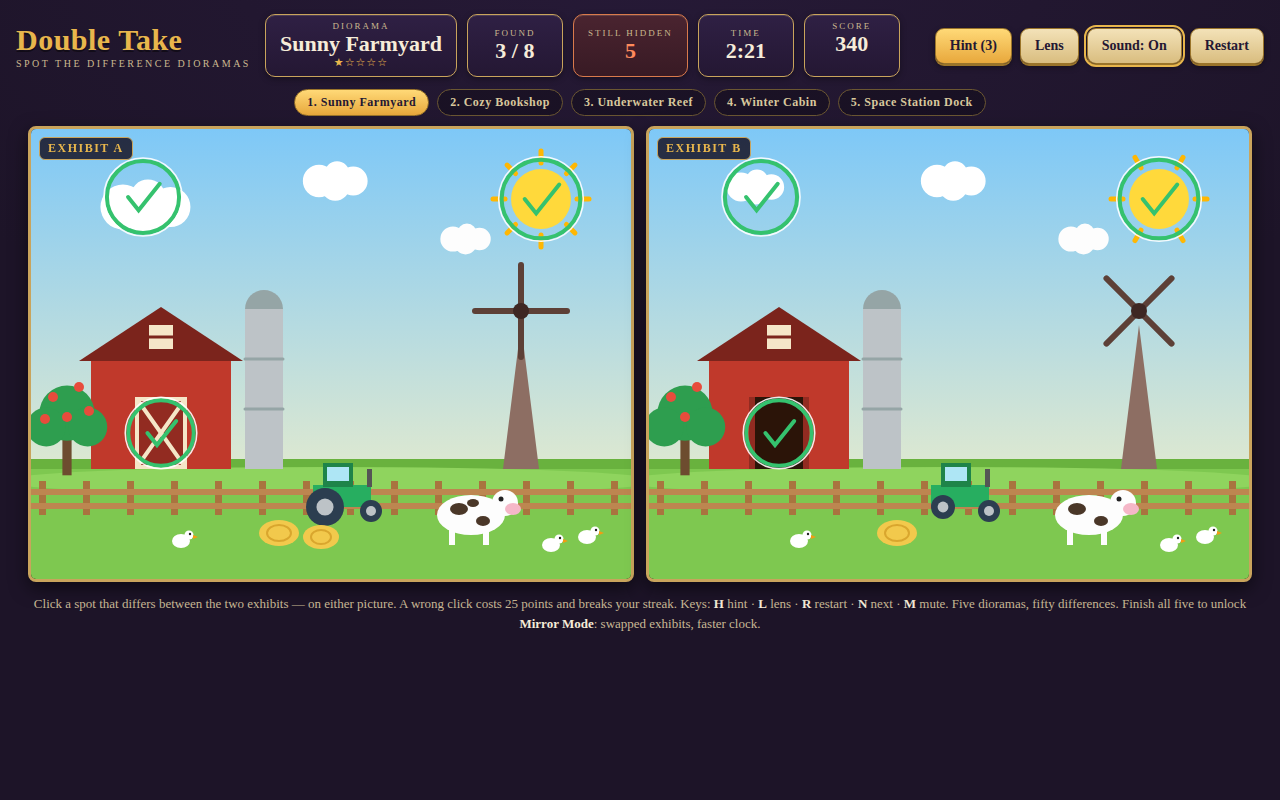 Double Take
SPOT THE DIFFERENCE DIORAMAS
DIORAMA
Sunny Farmyard
★☆☆☆☆
FOUND
3 / 8
STILL HIDDEN
5
TIME
2:21
SCORE
340
Hint (3)
Lens
Sound: On
Restart
1. Sunny Farmyard
2. Cozy Bookshop
3. Underwater Reef
4. Winter Cabin
5. Space Station Dock
EXHIBIT A
EXHIBIT B
Click a spot that differs between the two exhibits — on either picture. A wrong click costs 25 points and breaks your streak. Keys: H hint · L lens · R restart · N next · M mute. Five dioramas, fifty differences. Finish all five to unlock
Mirror Mode: swapped exhibits, faster clock.